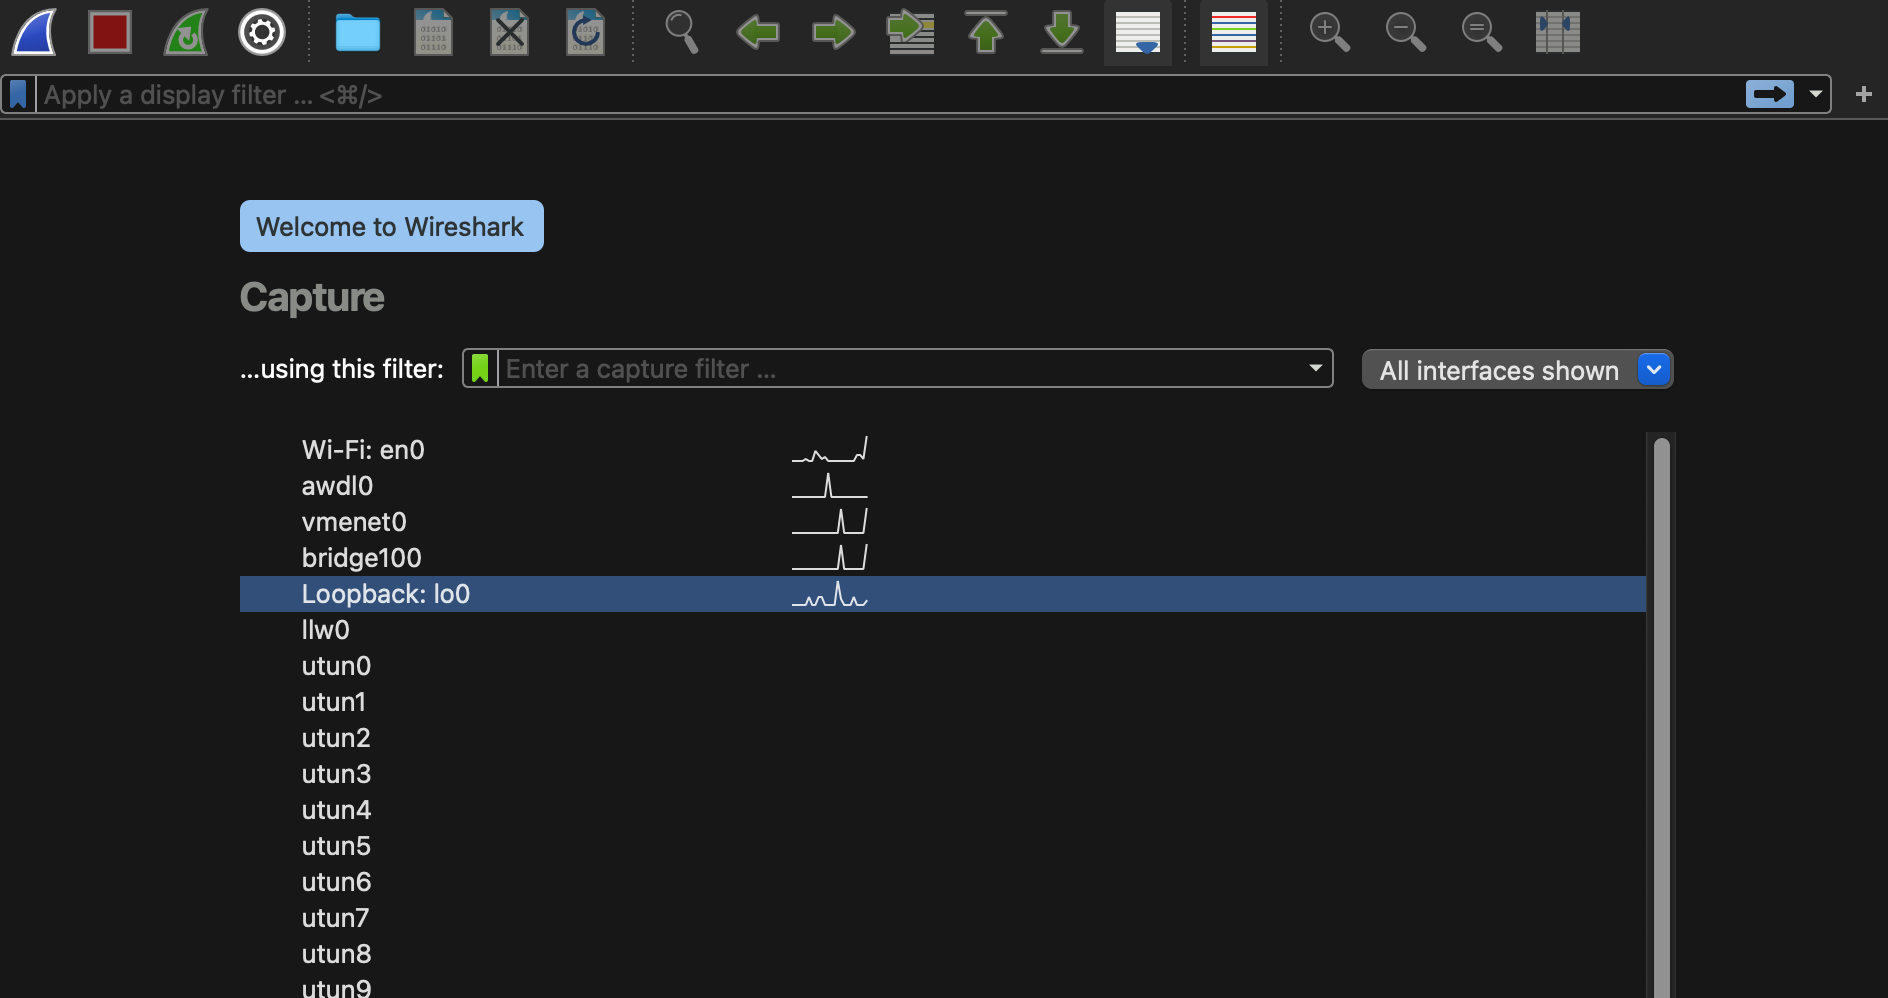 Apply a display filter ... <⌘/>
Welcome to Wireshark
Capture
...using this filter:
Enter a capture filter ...
All interfaces shown
Wi-Fi: en0
awdl0
vmenet0
bridge100
Loopback: lo0
llw0
utun0
utun1
utun2
utun3
utun4
utun5
utun6
utun7
utun8
utun9